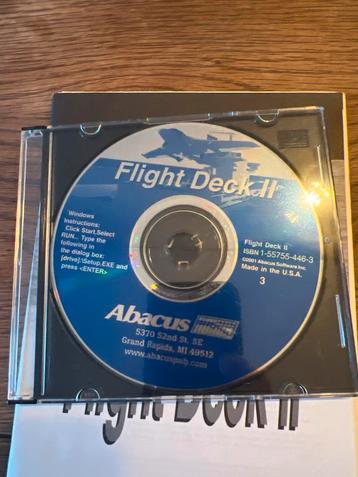 Flight Deck II
Windows
Instructions:
Click Start.Select
RUN... Type the
following in
the dialog box:
[drive]:\Setup.EXE and
press <ENTER>
Flight Deck II
ISBN 1-55755-446-3
©2001 Abacus Software Inc.
Made in the U.S.A.
3
Abacus
5370 52nd St. SE
Grand Rapids, MI 49512
www.abacuspub.com
Flight Deck II